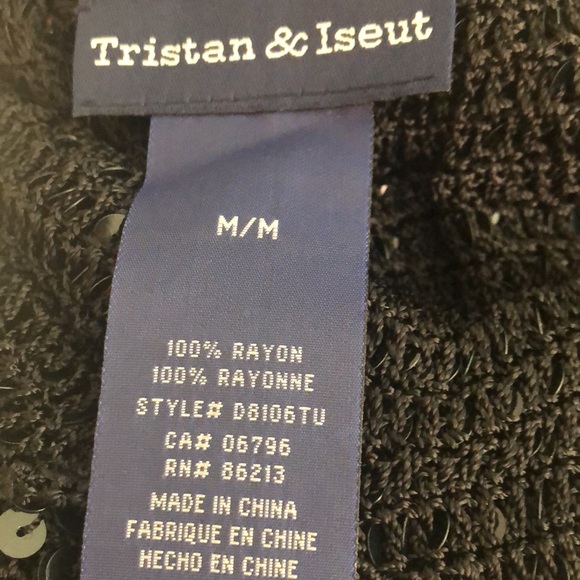 Tristan & Iseut
M/M
100% RAYON
100% RAYONNE
STYLE# D8106TU
CA# 06796
RN# 86213
MADE IN CHINA
FABRIQUE EN CHINE
HECHO EN CHINE